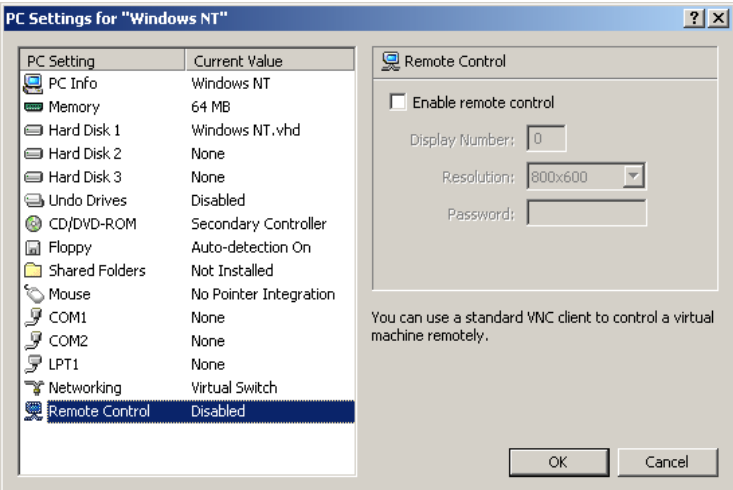 PC Settings for "Windows NT"
PC Setting Current Value
PC Info Windows NT
Memory 64 MB
Hard Disk 1 Windows NT.vhd
Hard Disk 2 None
Hard Disk 3 None
Undo Drives Disabled
CD/DVD-ROM Secondary Controller
Floppy Auto-detection On
Shared Folders Not Installed
Mouse No Pointer Integration
COM1 None
COM2 None
LPT1 None
Networking Virtual Switch
Remote Control Disabled
Remote Control
Enable remote control
Display Number: 0
Resolution: 800x600
Password:
You can use a standard VNC client to control a virtual
machine remotely.
OK Cancel